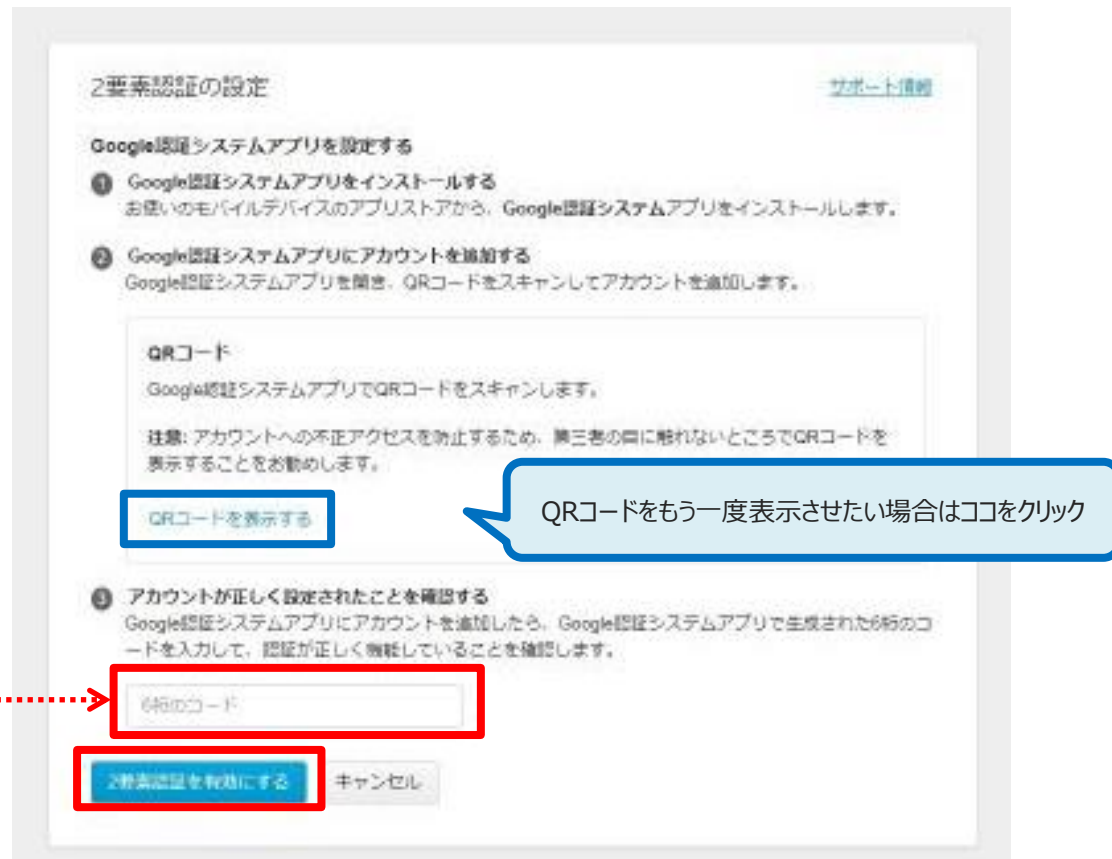 2要素認証の設定
サポート情報
Google認証システムアプリを設定する
1 Google認証システムアプリをインストールする
お使いのモバイルデバイスのアプリストアから、Google認証システムアプリをインストールします。
2 Google認証システムアプリにアカウントを追加する
Google認証システムアプリを開き、QRコードをスキャンしてアカウントを追加します。
QRコード
Google認証システムアプリでQRコードをスキャンします。
注意: アカウントへの不正アクセスを防止するため、第三者の目に触れないところでQRコードを
表示することをお勧めします。
QRコードを表示する
QRコードをもう一度表示させたい場合はココをクリック
3 アカウントが正しく設定されたことを確認する
Google認証システムアプリにアカウントを追加したら、Google認証システムアプリで生成された6桁のコ
ードを入力して、認証が正しく機能していることを確認します。
6桁のコード
2要素認証を有効にする
キャンセル